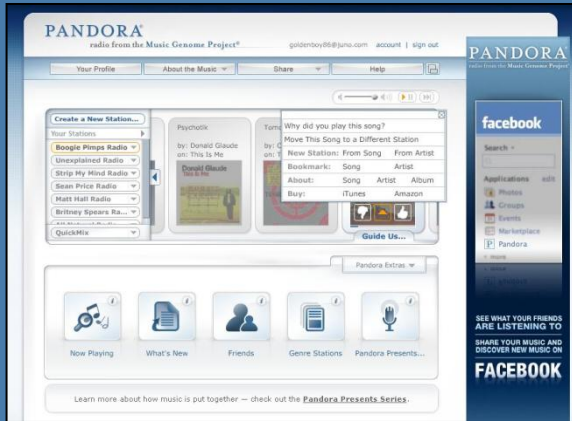 PANDORA®
radio from the Music Genome Project®
goldenboy86@juno.com account | sign out
Your Profile
About the Music
Share
Help
Create a New Station...
Your Stations
Boogie Pimps Radio
Unexplained Radio
Strip My Mind Radio
Sean Price Radio
Matt Hall Radio
Britney Spears Ra...
QuickMix
Psychotik
by: Donald Glaude
on: This Is Me
Donald Glaude
This Is Me
by:
on:
Why did you play this song?
Move This Song to a Different Station
New Station: From Song From Artist
Bookmark: Song Artist
About: Song Artist Album
Buy: iTunes Amazon
Guide Us...
Pandora Extras
Now Playing
What's New
Friends
Genre Stations
Pandora Presents...
Learn more about how music is put together — check out the Pandora Presents Series.
PANDORA®
radio from the Music Genome Project
facebook
Search
Applications edit
Photos
Groups
Events
Marketplace
Pandora
more
SEE WHAT YOUR FRIENDS
ARE LISTENING TO
SHARE YOUR MUSIC AND
DISCOVER NEW MUSIC ON
FACEBOOK